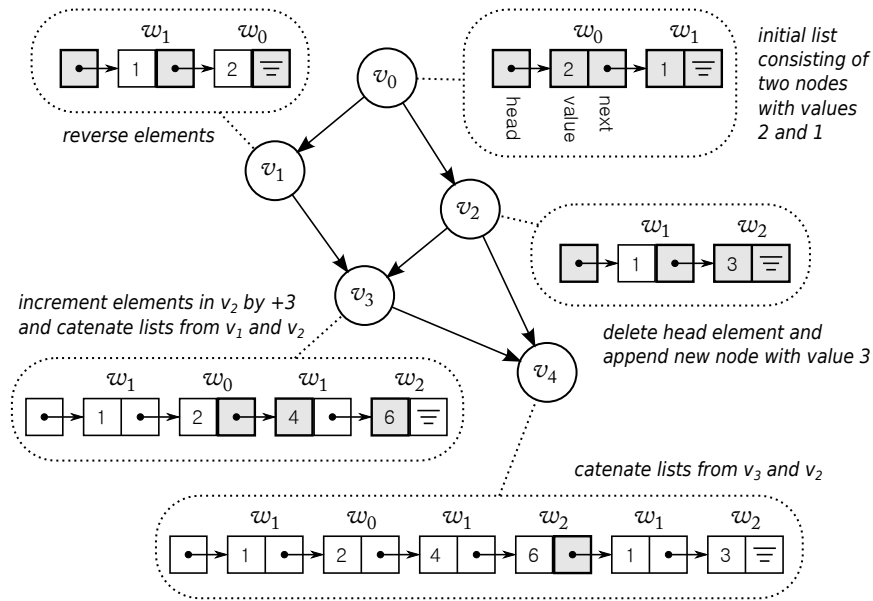 w1 w0
1 2
reverse elements
v0
w0 w1
2 1
head
value
next
initial list
consisting of
two nodes
with values
2 and 1
v1
v2
w1 w2
1 3
delete head element and
append new node with value 3
v3
increment elements in v2 by +3
and catenate lists from v1 and v2
w1 w0 w1 w2
1 2 4 6
v4
catenate lists from v3 and v2
w1 w0 w1 w2 w1 w2
1 2 4 6 1 3